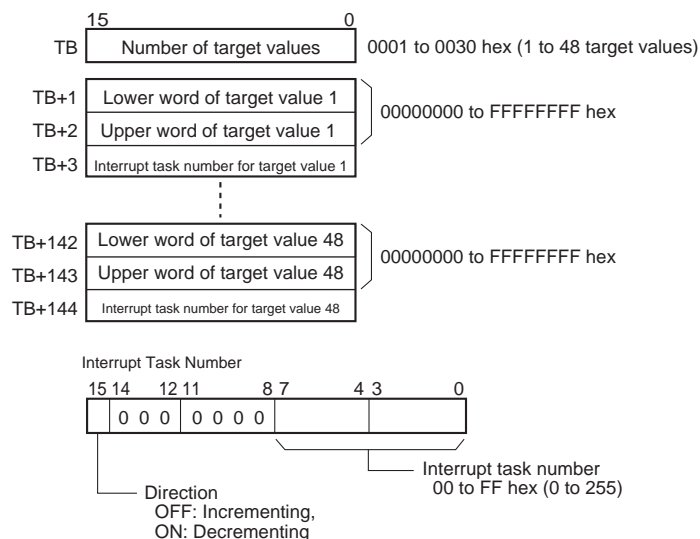 15 0
TB Number of target values 0001 to 0030 hex (1 to 48 target values)
TB+1 Lower word of target value 1
00000000 to FFFFFFFF hex
TB+2 Upper word of target value 1
TB+3 Interrupt task number for target value 1
TB+142 Lower word of target value 48
00000000 to FFFFFFFF hex
TB+143 Upper word of target value 48
TB+144 Interrupt task number for target value 48
Interrupt Task Number
15 14 12 11 8 7 4 3 0
0 0 0 0 0 0 0
Interrupt task number
00 to FF hex (0 to 255)
Direction
OFF: Incrementing,
ON: Decrementing